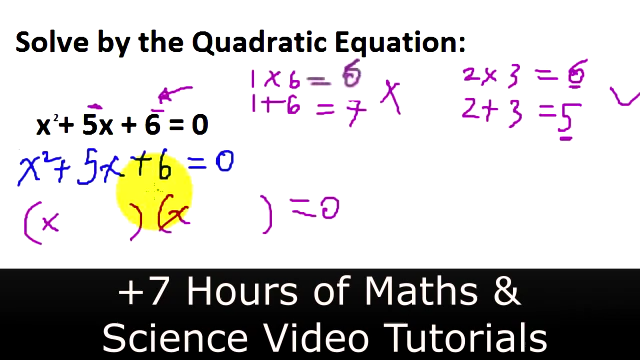 Solve by the Quadratic Equation:
1 x 6 = 6
1 + 6 = 7 X
2 x 3 = 6
2 + 3 = 5 ✓
x² + 5x + 6 = 0
x² + 5x + 6 = 0
(x    ) (x    ) = 0
+7 Hours of Maths &
Science Video Tutorials